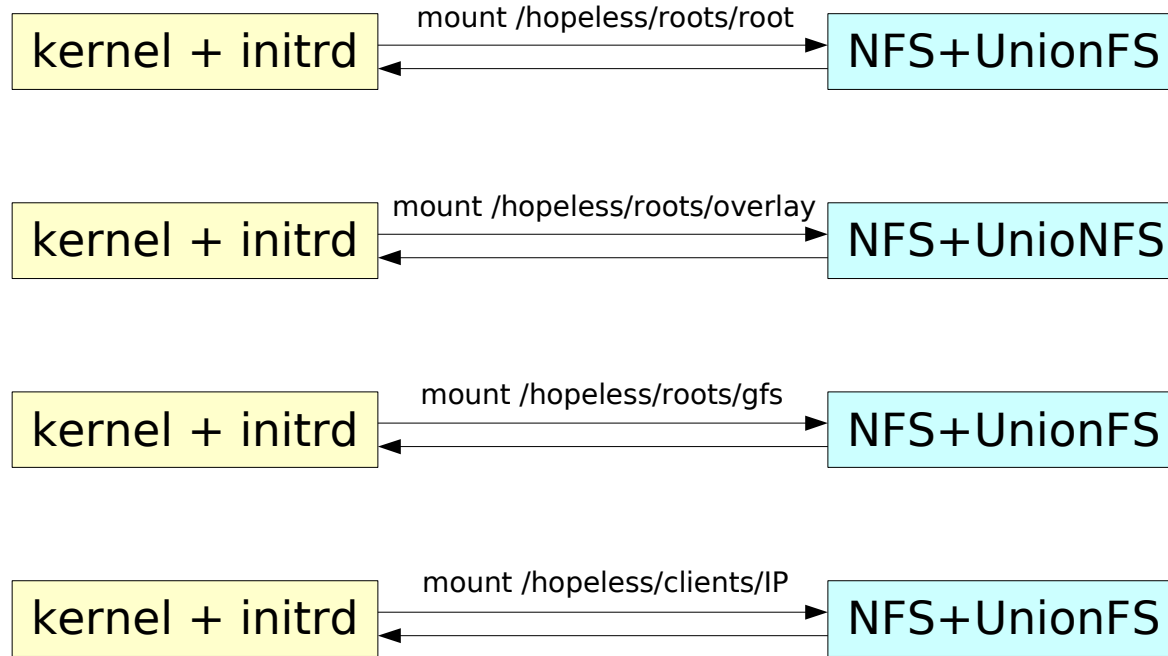 mount /hopeless/roots/root
kernel + initrd
NFS+UnionFS
mount /hopeless/roots/overlay
kernel + initrd
NFS+UnioNFS
mount /hopeless/roots/gfs
kernel + initrd
NFS+UnionFS
mount /hopeless/clients/IP
kernel + initrd
NFS+UnionFS